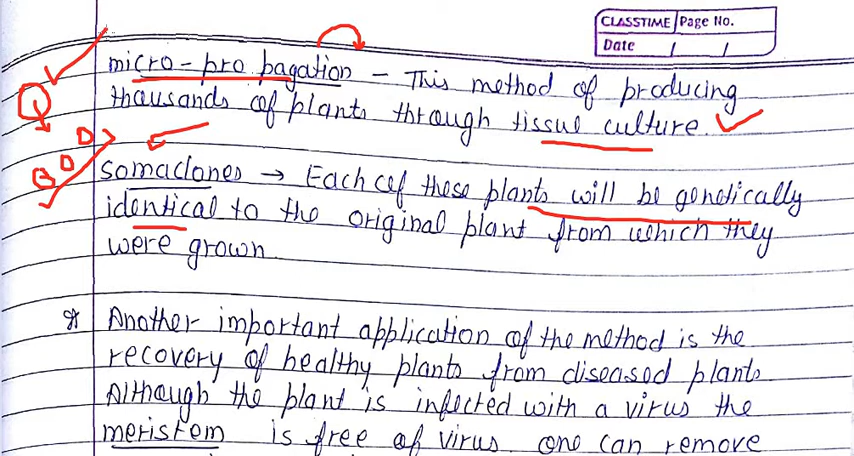 CLASSTIME Page No.
Date / /
micro-propagation - This method of producing
thousands of plants through tissue culture.
Q
somaclones → Each of these plants will be genetically
identical to the original plant from which they
were grown.
Another important application of the method is the
recovery of healthy plants from diseased plants
Although the plant is infected with a virus the
meristem is free of virus. one can remove